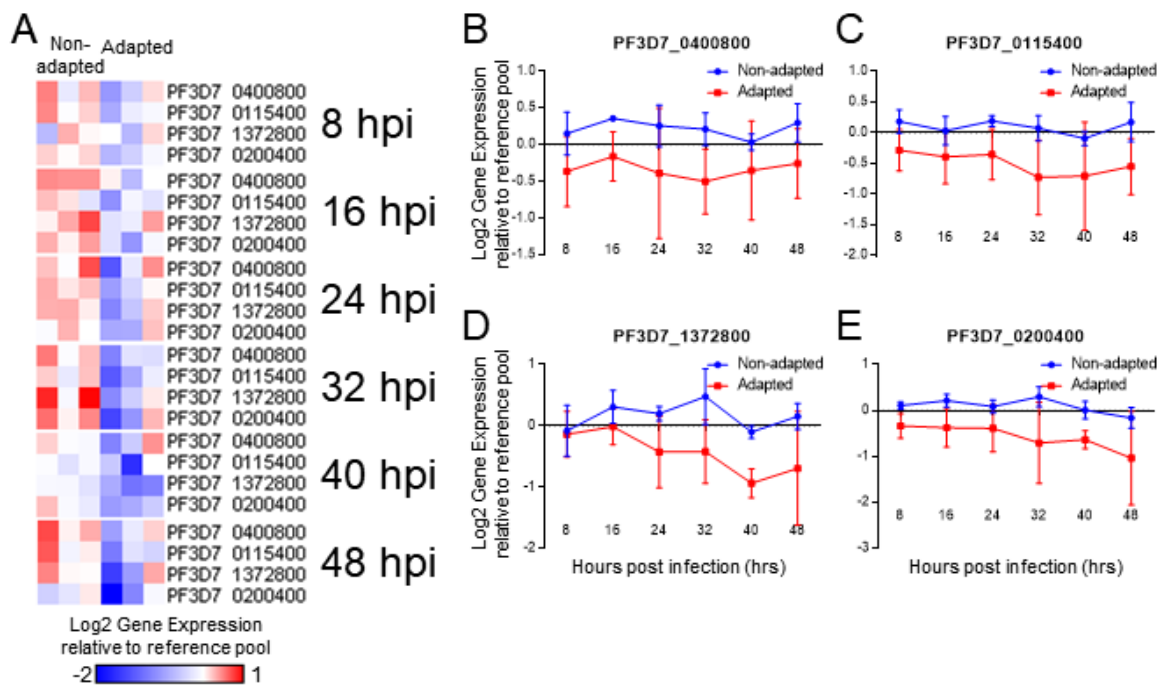 A
Non-
adapted
Adapted
PF3D7 0400800
PF3D7 0115400
PF3D7 1372800
PF3D7 0200400
8 hpi
PF3D7 0400800
PF3D7 0115400
PF3D7 1372800
PF3D7 0200400
16 hpi
PF3D7 0400800
PF3D7 0115400
PF3D7 1372800
PF3D7 0200400
24 hpi
PF3D7 0400800
PF3D7 0115400
PF3D7 1372800
PF3D7 0200400
32 hpi
PF3D7 0400800
PF3D7 0115400
PF3D7 1372800
PF3D7 0200400
40 hpi
PF3D7 0400800
PF3D7 0115400
PF3D7 1372800
PF3D7 0200400
48 hpi
Log2 Gene Expression
relative to reference pool
-2 1
B
PF3D7_0400800
Non-adapted
Adapted
Log2 Gene Expression
relative to reference pool
1.0
0.5
0.0
-0.5
-1.0
-1.5
8 16 24 32 40 48
C
PF3D7_0115400
Non-adapted
Adapted
1.0
0.5
0.0
-0.5
-1.0
-1.5
-2.0
8 16 24 32 40 48
D
PF3D7_1372800
Non-adapted
Adapted
Log2 Gene Expression
relative to reference pool
1
0
-1
-2
8 16 24 32 40 48
Hours post infection (hrs)
E
PF3D7_0200400
Non-adapted
Adapted
1
0
-1
-2
-3
8 16 24 32 40 48
Hours post infection (hrs)